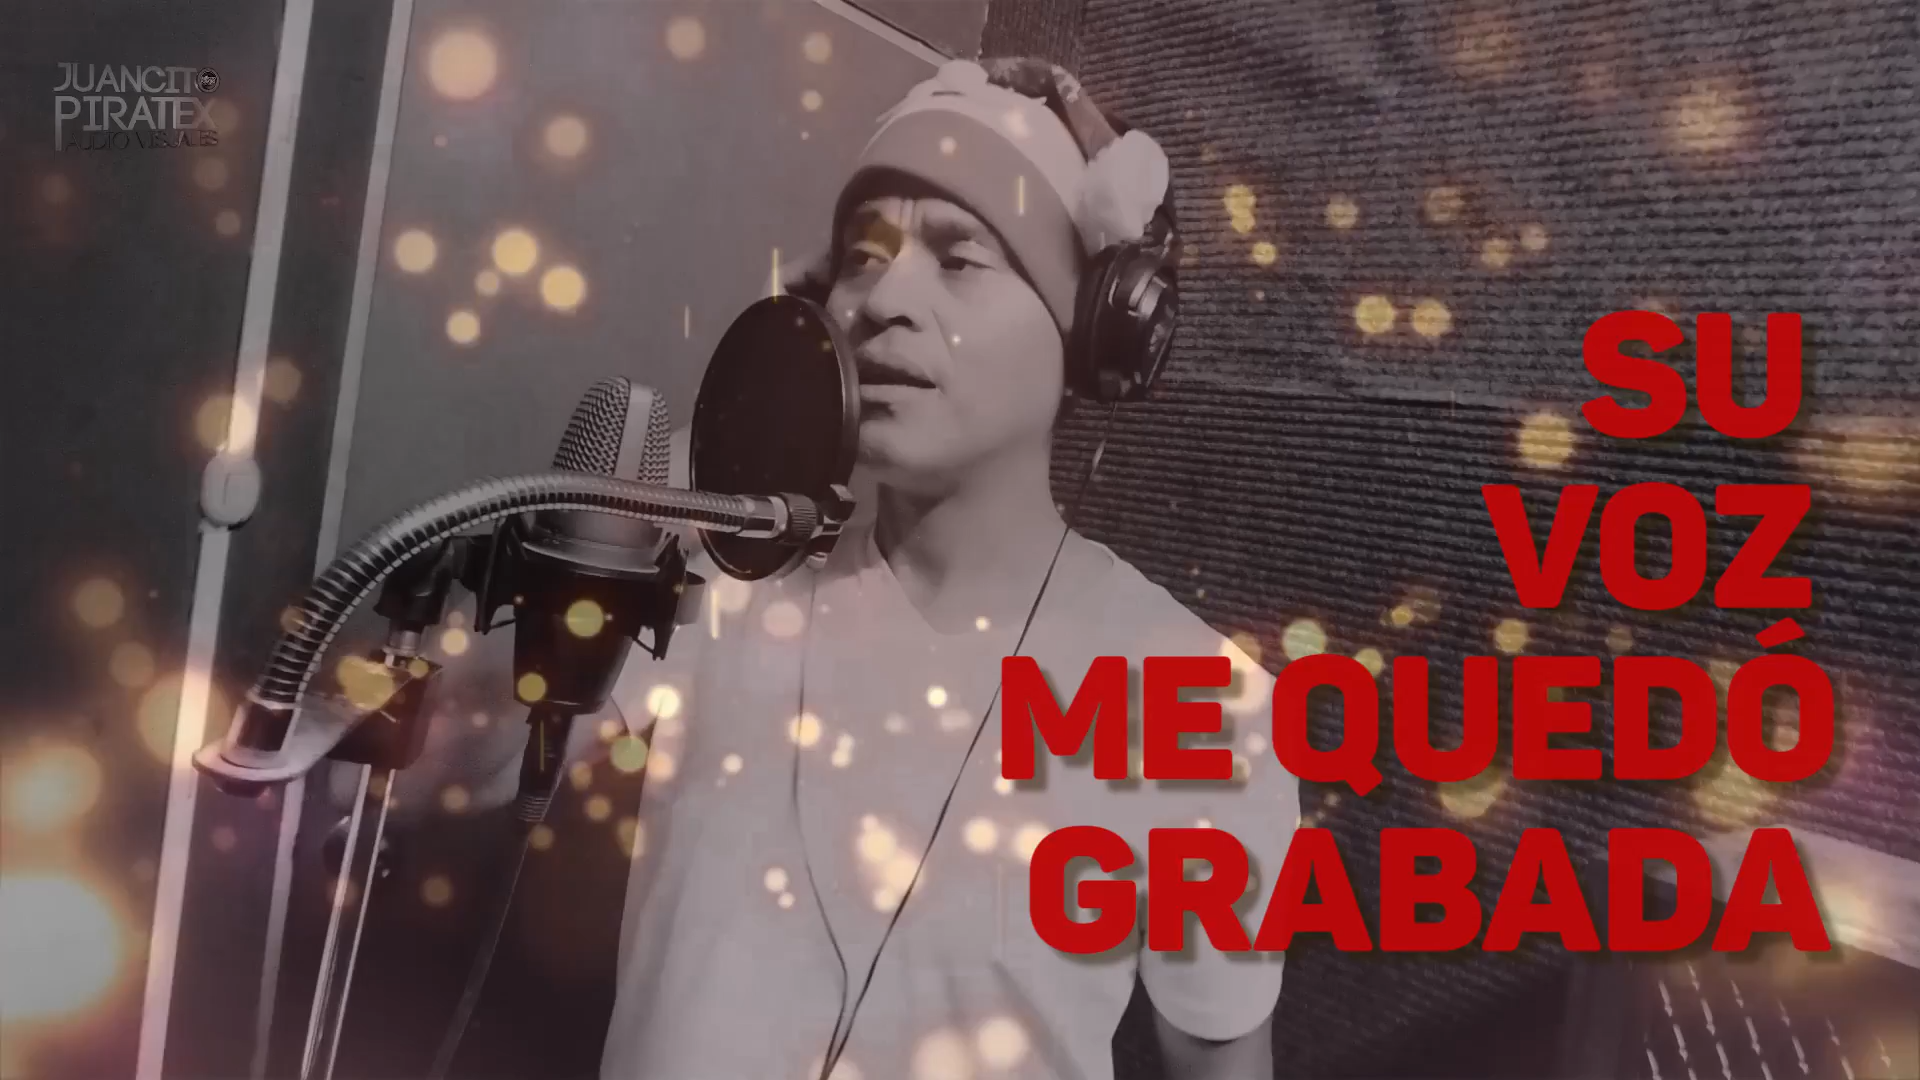 JUANCITO
PIRATEX
AUDIO VISUALES
SU
VOZ
ME QUEDÓ
GRABADA